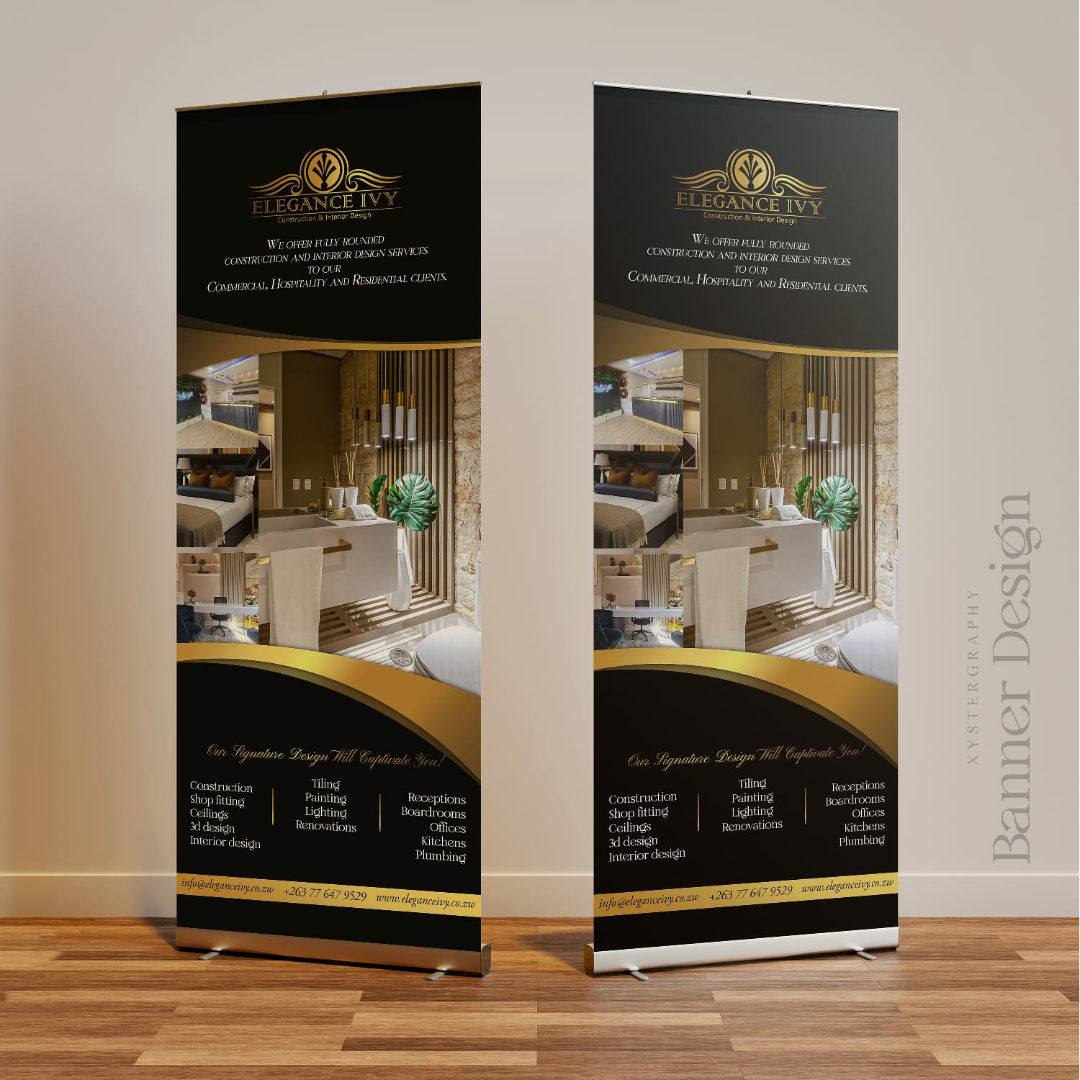 ELEGANCE IVY
Construction & Interior Design
WE OFFER FULLY ROUNDED
CONSTRUCTION AND INTERIOR DESIGN SERVICES
TO OUR
COMMERCIAL, HOSPITALITY AND RESIDENTIAL CLIENTS.
Our Signature Design Will Captivate You!
Construction
Shop fitting
Ceilings
3d design
Interior design
Tiling
Painting
Lighting
Renovations
Receptions
Boardrooms
Offices
Kitchens
Plumbing
info@eleganceivy.co.zw +263 77 647 9529 www.eleganceivy.co.zw
ELEGANCE IVY
Construction & Interior Design
WE OFFER FULLY ROUNDED
CONSTRUCTION AND INTERIOR DESIGN SERVICES
TO OUR
COMMERCIAL, HOSPITALITY AND RESIDENTIAL CLIENTS.
Our Signature Design Will Captivate You!
Construction
Shop fitting
Ceilings
3d design
Interior design
Tiling
Painting
Lighting
Renovations
Receptions
Boardrooms
Offices
Kitchens
Plumbing
info@eleganceivy.co.zw +263 77 647 9529 www.eleganceivy.co.zw
XYSTERGRAPHY
Banner Design